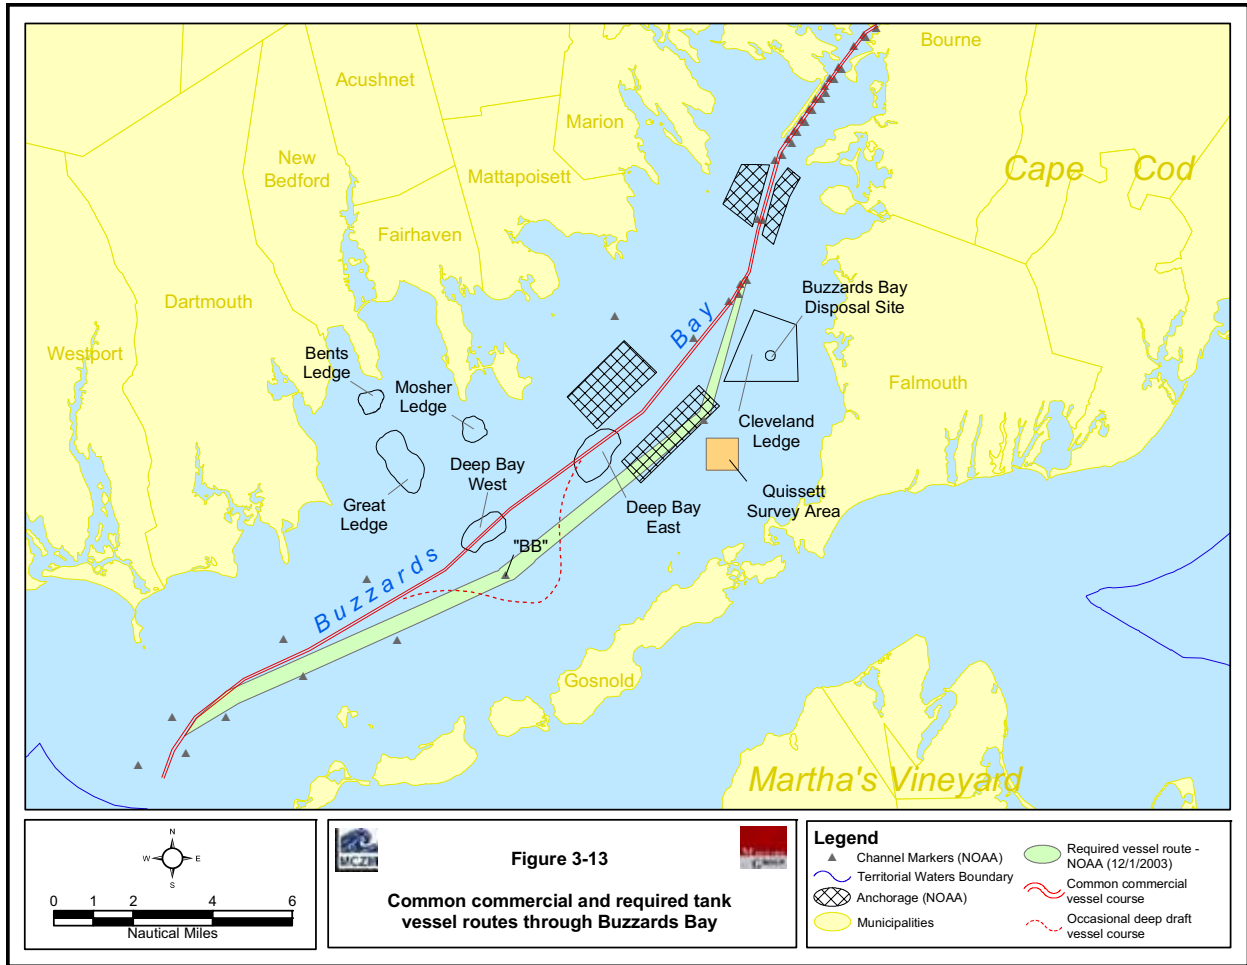 Bourne
Acushnet
Marion
New
Bedford
Mattapoisett
Cape Cod
Fairhaven
Dartmouth
Buzzards Bay
Disposal Site
Bay
Westport
Bents
Ledge
Mosher
Ledge
Falmouth
Cleveland
Ledge
Deep Bay
West
Great
Ledge
Deep Bay
East
Quissett
Survey Area
"BB"
Buzzards
Gosnold
Martha's Vineyard
N
W E
S
0 1 2 4 6
Nautical Miles
MCZM
Figure 3-13
Common commercial and required tank
vessel routes through Buzzards Bay
Legend
Channel Markers (NOAA)
Territorial Waters Boundary
Anchorage (NOAA)
Municipalities
Required vessel route -
NOAA (12/1/2003)
Common commercial
vessel course
Occasional deep draft
vessel course